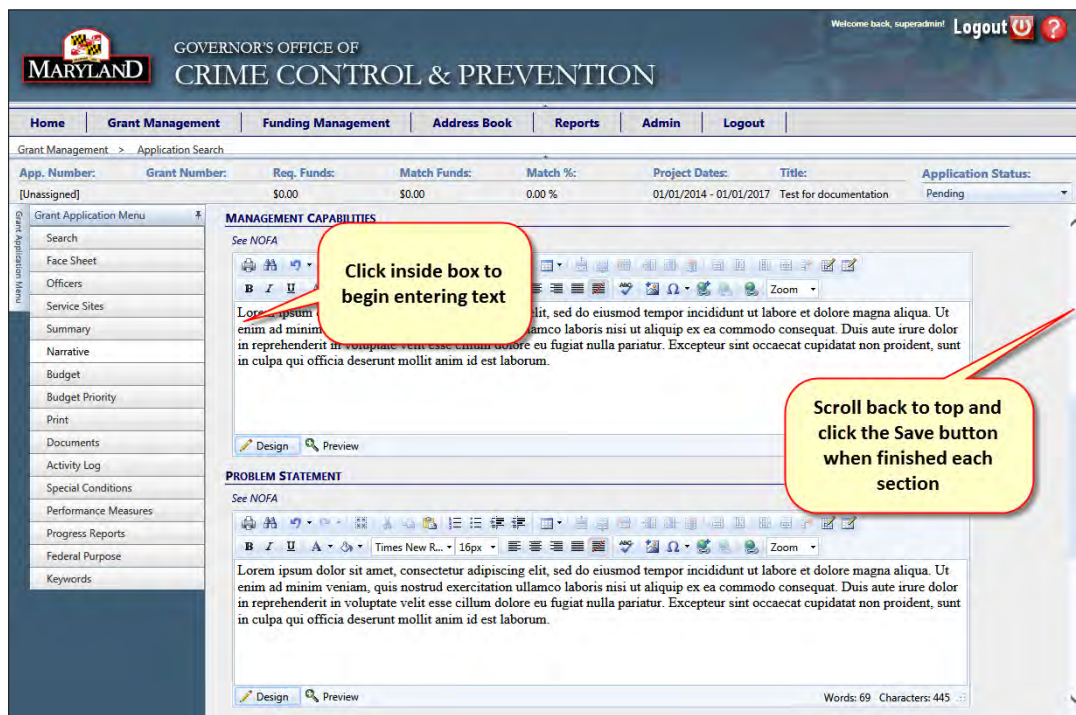 Welcome back, superadmin! Logout
MARYLAND
GOVERNOR'S OFFICE OF
CRIME CONTROL & PREVENTION
Home Grant Management Funding Management Address Book Reports Admin Logout
Grant Management > Application Search
App. Number: Grant Number: Req. Funds: Match Funds: Match %: Project Dates: Title: Application Status:
[Unassigned] $0.00 $0.00 0.00 % 01/01/2014 - 01/01/2017 Test for documentation Pending
Grant Application Menu
Grant Application Menu
Search
Face Sheet
Officers
Service Sites
Summary
Narrative
Budget
Budget Priority
Print
Documents
Activity Log
Special Conditions
Performance Measures
Progress Reports
Federal Purpose
Keywords
MANAGEMENT CAPABILITIES
See NOFA
B I U Zoom
Click inside box to
begin entering text
Lorem ipsum elit, sed do eiusmod tempor incididunt ut labore et dolore magna aliqua. Ut
enim ad minim ullamco laboris nisi ut aliquip ex ea commodo consequat. Duis aute irure dolor
in reprehenderit in voluptate velit esse cillum dolore eu fugiat nulla pariatur. Excepteur sint occaecat cupidatat non proident, sunt
in culpa qui officia deserunt mollit anim id est laborum.
Design Preview
Scroll back to top and
click the Save button
when finished each
section
PROBLEM STATEMENT
See NOFA
B I U A Times New R... 16px Ω Zoom
Lorem ipsum dolor sit amet, consectetur adipiscing elit, sed do eiusmod tempor incididunt ut labore et dolore magna aliqua. Ut
enim ad minim veniam, quis nostrud exercitation ullamco laboris nisi ut aliquip ex ea commodo consequat. Duis aute irure dolor
in reprehenderit in voluptate velit esse cillum dolore eu fugiat nulla pariatur. Excepteur sint occaecat cupidatat non proident, sunt
in culpa qui officia deserunt mollit anim id est laborum.
Design Preview Words: 69 Characters: 445